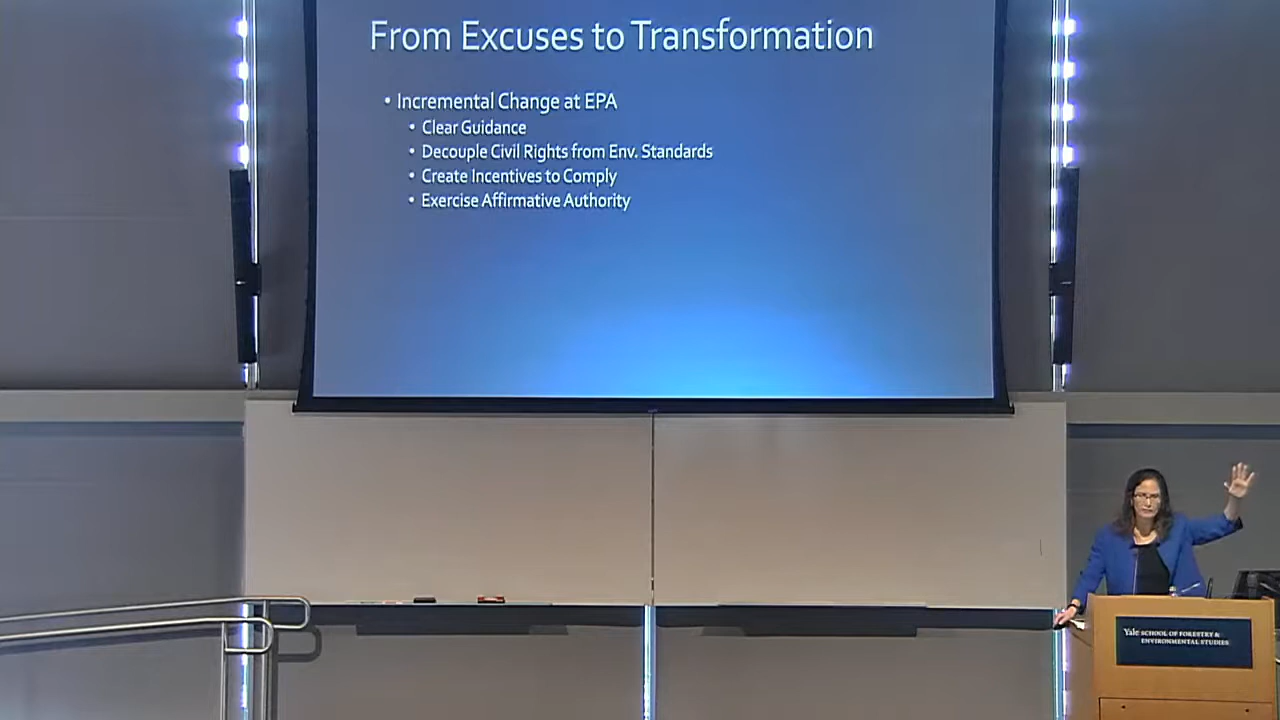 From Excuses to Transformation
• Incremental Change at EPA
• Clear Guidance
• Decouple Civil Rights from Env. Standards
• Create Incentives to Comply
• Exercise Affirmative Authority
Yale SCHOOL OF FORESTRY &
ENVIRONMENTAL STUDIES